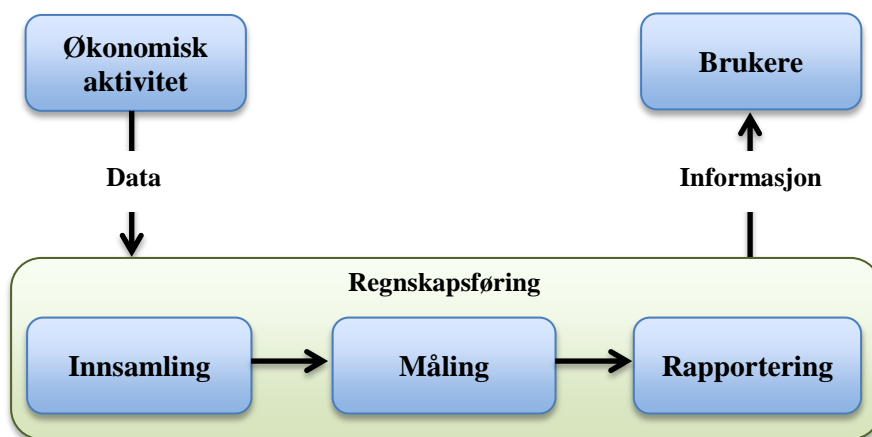 Økonomisk
aktivitet
Brukere
Data
Informasjon
Regnskapsføring
Innsamling
Måling
Rapportering